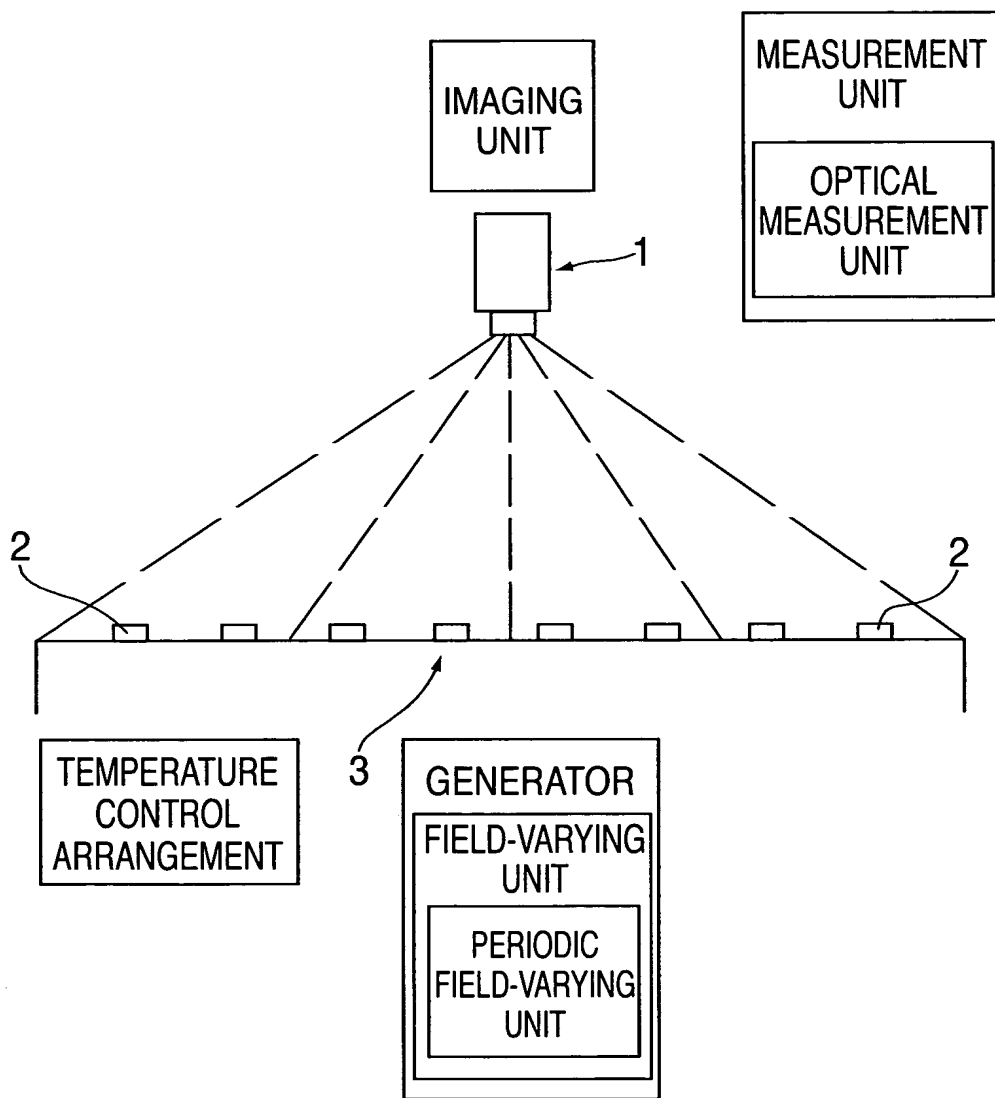 IMAGING
UNIT
MEASUREMENT
UNIT
OPTICAL
MEASUREMENT
UNIT
1
2
2
3
TEMPERATURE
CONTROL
ARRANGEMENT
GENERATOR
FIELD-VARYING
UNIT
PERIODIC
FIELD-VARYING
UNIT